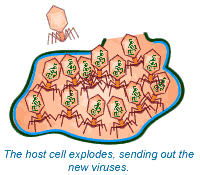 The host cell explodes, sending out the
new viruses.